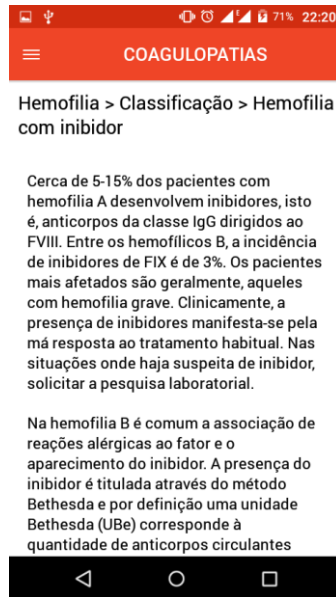 71% 22:20
COAGULOPATIAS
Hemofilia > Classificação > Hemofilia
com inibidor
Cerca de 5-15% dos pacientes com
hemofilia A desenvolvem inibidores, isto
é, anticorpos da classe IgG dirigidos ao
FVIII. Entre os hemofílicos B, a incidência
de inibidores de FIX é de 3%. Os pacientes
mais afetados são geralmente, aqueles
com hemofilia grave. Clinicamente, a
presença de inibidores manifesta-se pela
má resposta ao tratamento habitual. Nas
situações onde haja suspeita de inibidor,
solicitar a pesquisa laboratorial.
Na hemofilia B é comum a associação de
reações alérgicas ao fator e o
aparecimento do inibidor. A presença do
inibidor é titulada através do método
Bethesda e por definição uma unidade
Bethesda (UBe) corresponde à
quantidade de anticorpos circulantes